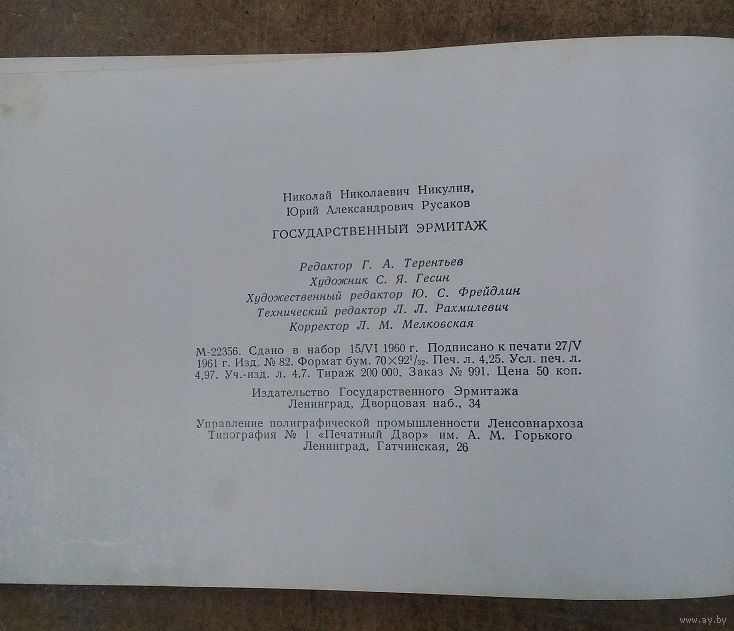 Николай Николаевич Никулин,
Юрий Александрович Русаков
ГОСУДАРСТВЕННЫЙ ЭРМИТАЖ
Редактор Г. А. Терентьев
Художник С. Я. Гесин
Художественный редактор Ю. С. Фрейдлин
Технический редактор Л. Л. Рахмилевич
Корректор Л. М. Мелковская
М-22356. Сдано в набор 15/VI 1960 г. Подписано к печати 27/V
1961 г. Изд. № 82. Формат бум. 70×92¹/₃₂. Печ. л. 4,25. Усл. печ. л.
4,97. Уч.-изд. л. 4,7. Тираж 200 000. Заказ № 991. Цена 50 коп.
Издательство Государственного Эрмитажа
Ленинград, Дворцовая наб., 34
Управление полиграфической промышленности Ленсовнархоза
Типография № 1 «Печатный Двор» им. А. М. Горького
Ленинград, Гатчинская, 26
www.ay.by